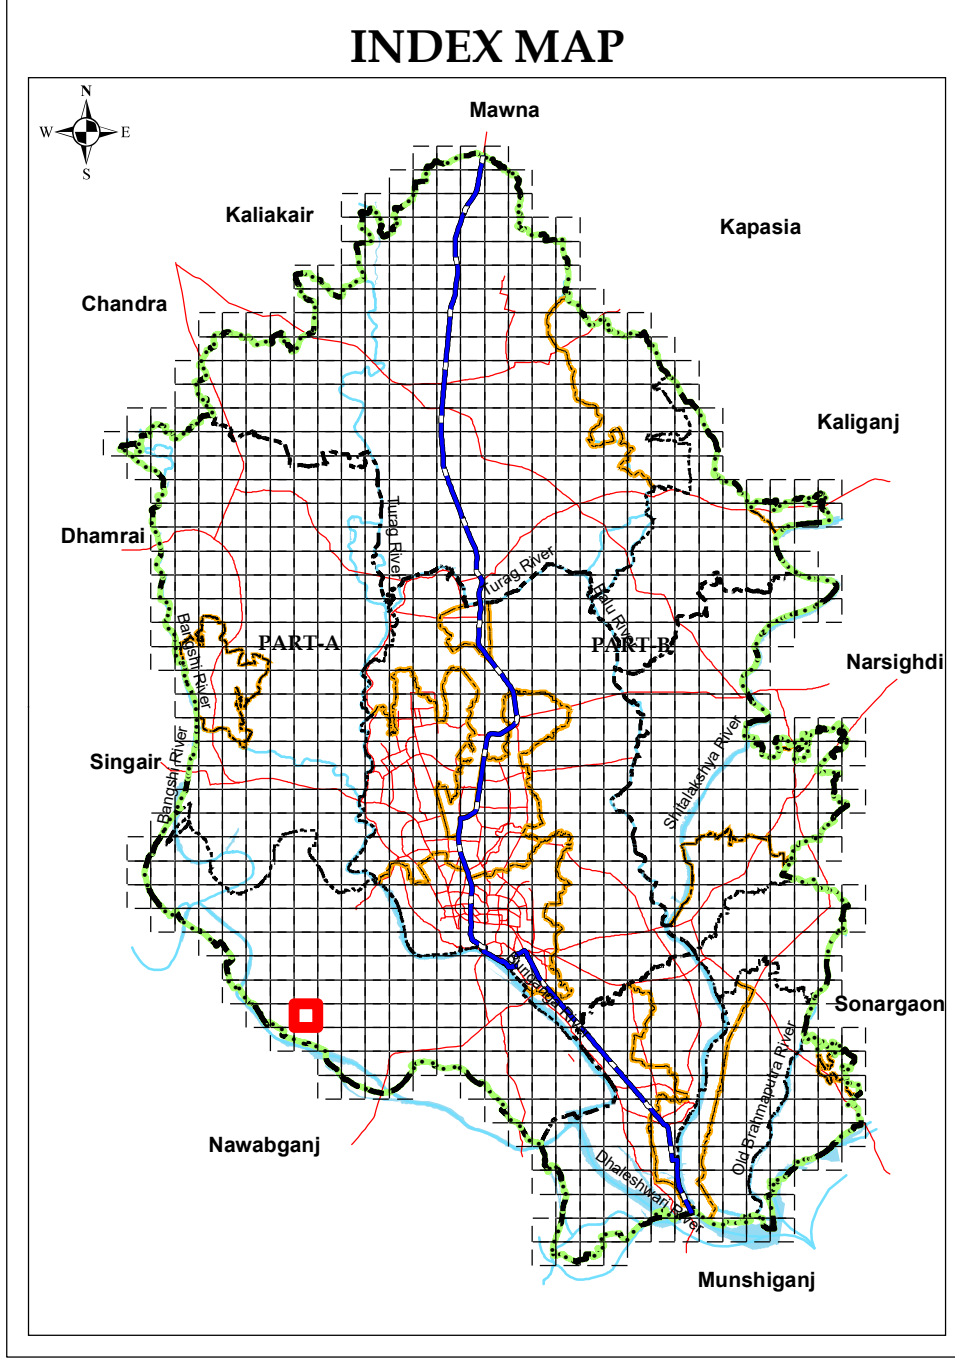 INDEX MAP
N
W
E
S
Mawna
Kaliakair
Kapasia
Chandra
Kaliganj
Dhamrai
Turag River
Turag River
Balu River
Bangshi River
PART-A
PART-B
Narsighdi
Shitalakshya River
Singair
Bangshi River
Buriganga River
Sonargaon
Old Brahmaputra River
Nawabganj
Dhaleshwari River
Munshiganj